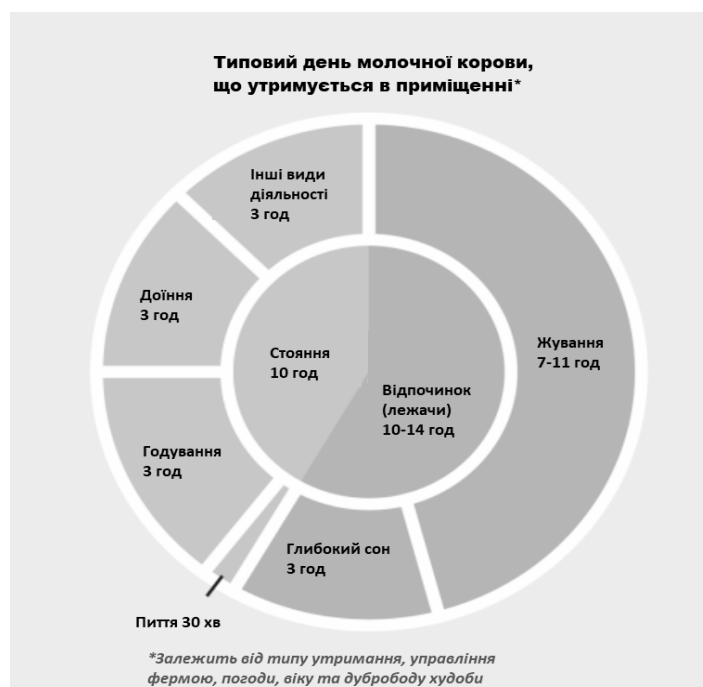 Типовий день молочної корови,
що утримується в приміщенні*
Інші види
діяльності
3 год
Доїння
3 год
Стояння
10 год
Жування
7-11 год
Відпочинок
(лежачи)
10-14 год
Годування
3 год
Глибокий сон
3 год
Пиття 30 хв
*Залежить від типу утримання, управління
фермою, погоди, віку та дубрободу худоби